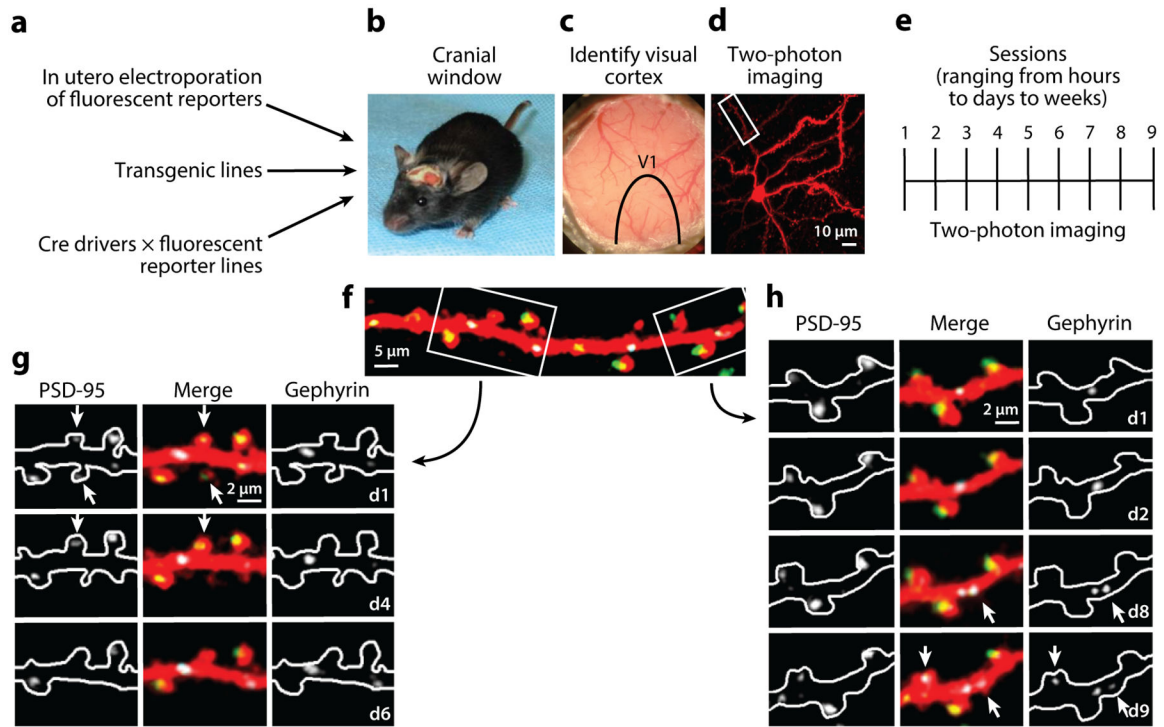 a
In utero electroporation
of fluorescent reporters
Transgenic lines
Cre drivers × fluorescent
reporter lines
b
Cranial
window
c
Identify visual
cortex
V1
d
Two-photon
imaging
10 μm
e
Sessions
(ranging from hours
to days to weeks)
1 2 3 4 5 6 7 8 9
Two-photon imaging
f
5 μm
g
PSD-95 Merge Gephyrin
2 μm
d1
d4
d6
h
PSD-95 Merge Gephyrin
2 μm
d1
d2
d8
d9